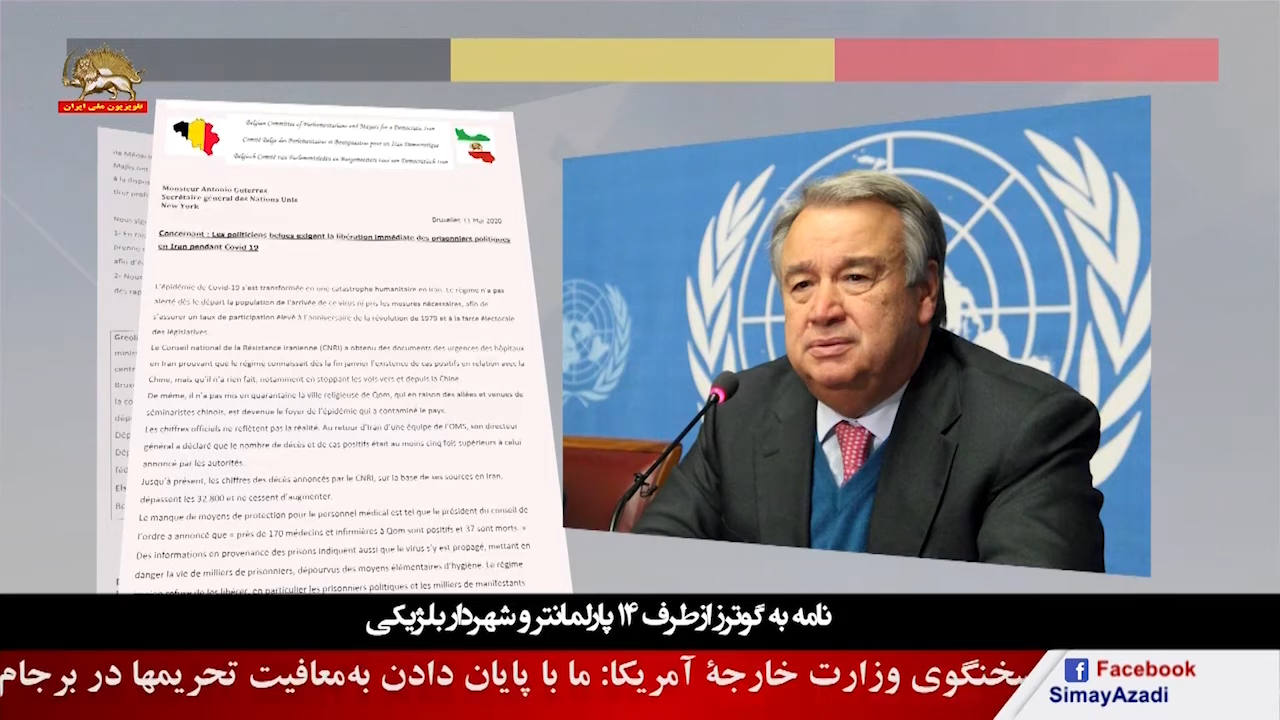 تلویزیون ملی ایران
Belgian Committee of Parliamentarians and Mayors for a Democratic Iran
Comité Belge des Parlementaires et Bourgmestres pour un Iran Démocratique
Belgisch Comité van Parlementsleden en Burgemeesters voor een Democratisch Iran
Monsieur Antonio Guterres
Secrétaire général des Nations Unis
New York
Bruxelles, 11 Mai 2020
Concernant : Les politiciens belges exigent la libération immédiate des prisonniers politiques
en Iran pendant Covid 19
L'épidémie de Covid-19 s'est transformée en une catastrophe humanitaire en Iran. Le régime n'a pas
alerté dès le départ la population de l'arrivée de ce virus ni pris les mesures nécessaires, afin de
s'assurer un taux de participation élevé à l'anniversaire de la révolution de 1979 et à la farce électorale
des législatives.
Le Conseil national de la Résistance iranienne (CNRI) a obtenu des documents des urgences des hôpitaux
en Iran prouvant que le régime connaissait dès la fin janvier l'existence de cas positifs en relation avec la
Chine, mais qu'il n'a rien fait, notamment en stoppant les vols vers et depuis la Chine.
De même, il n'a pas mis en quarantaine la ville religieuse de Qom, qui en raison des allées et venues de
séminaristes chinois, est devenue le foyer de l'épidémie qui a contaminé le pays.
Les chiffres officiels ne reflètent pas la réalité. Au retour d'Iran d'une équipe de l'OMS, son directeur
général a déclaré que le nombre de décès et de cas positifs était au moins cinq fois supérieurs à celui
annoncé par les autorités.
Jusqu'à présent, les chiffres des décès annoncés par le CNRI, sur la base de ses sources en Iran,
dépassent les 32.800 et ne cessent d'augmenter.
Le manque de moyens de protection pour le personnel médical est tel que le président du conseil de
l'ordre a annoncé que « près de 170 médecins et infirmières à Qom sont positifs et 37 sont morts. »
Des informations en provenance des prisons indiquent aussi que le virus s'y est propagé, mettant en
danger la vie de milliers de prisonniers, dépourvus des moyens élémentaires d'hygiène. Le régime
refuse de les libérer, en particulier les prisonniers politiques et les milliers de manifestants
نامه به گوترز از طرف ۱۴ پارلمانتر و شهردار بلژیکی
سخنگوی وزارت خارجهٔ آمریکا: ما با پایان دادن به‌معافیت تحریمها در برجام
Facebook
SimayAzadi